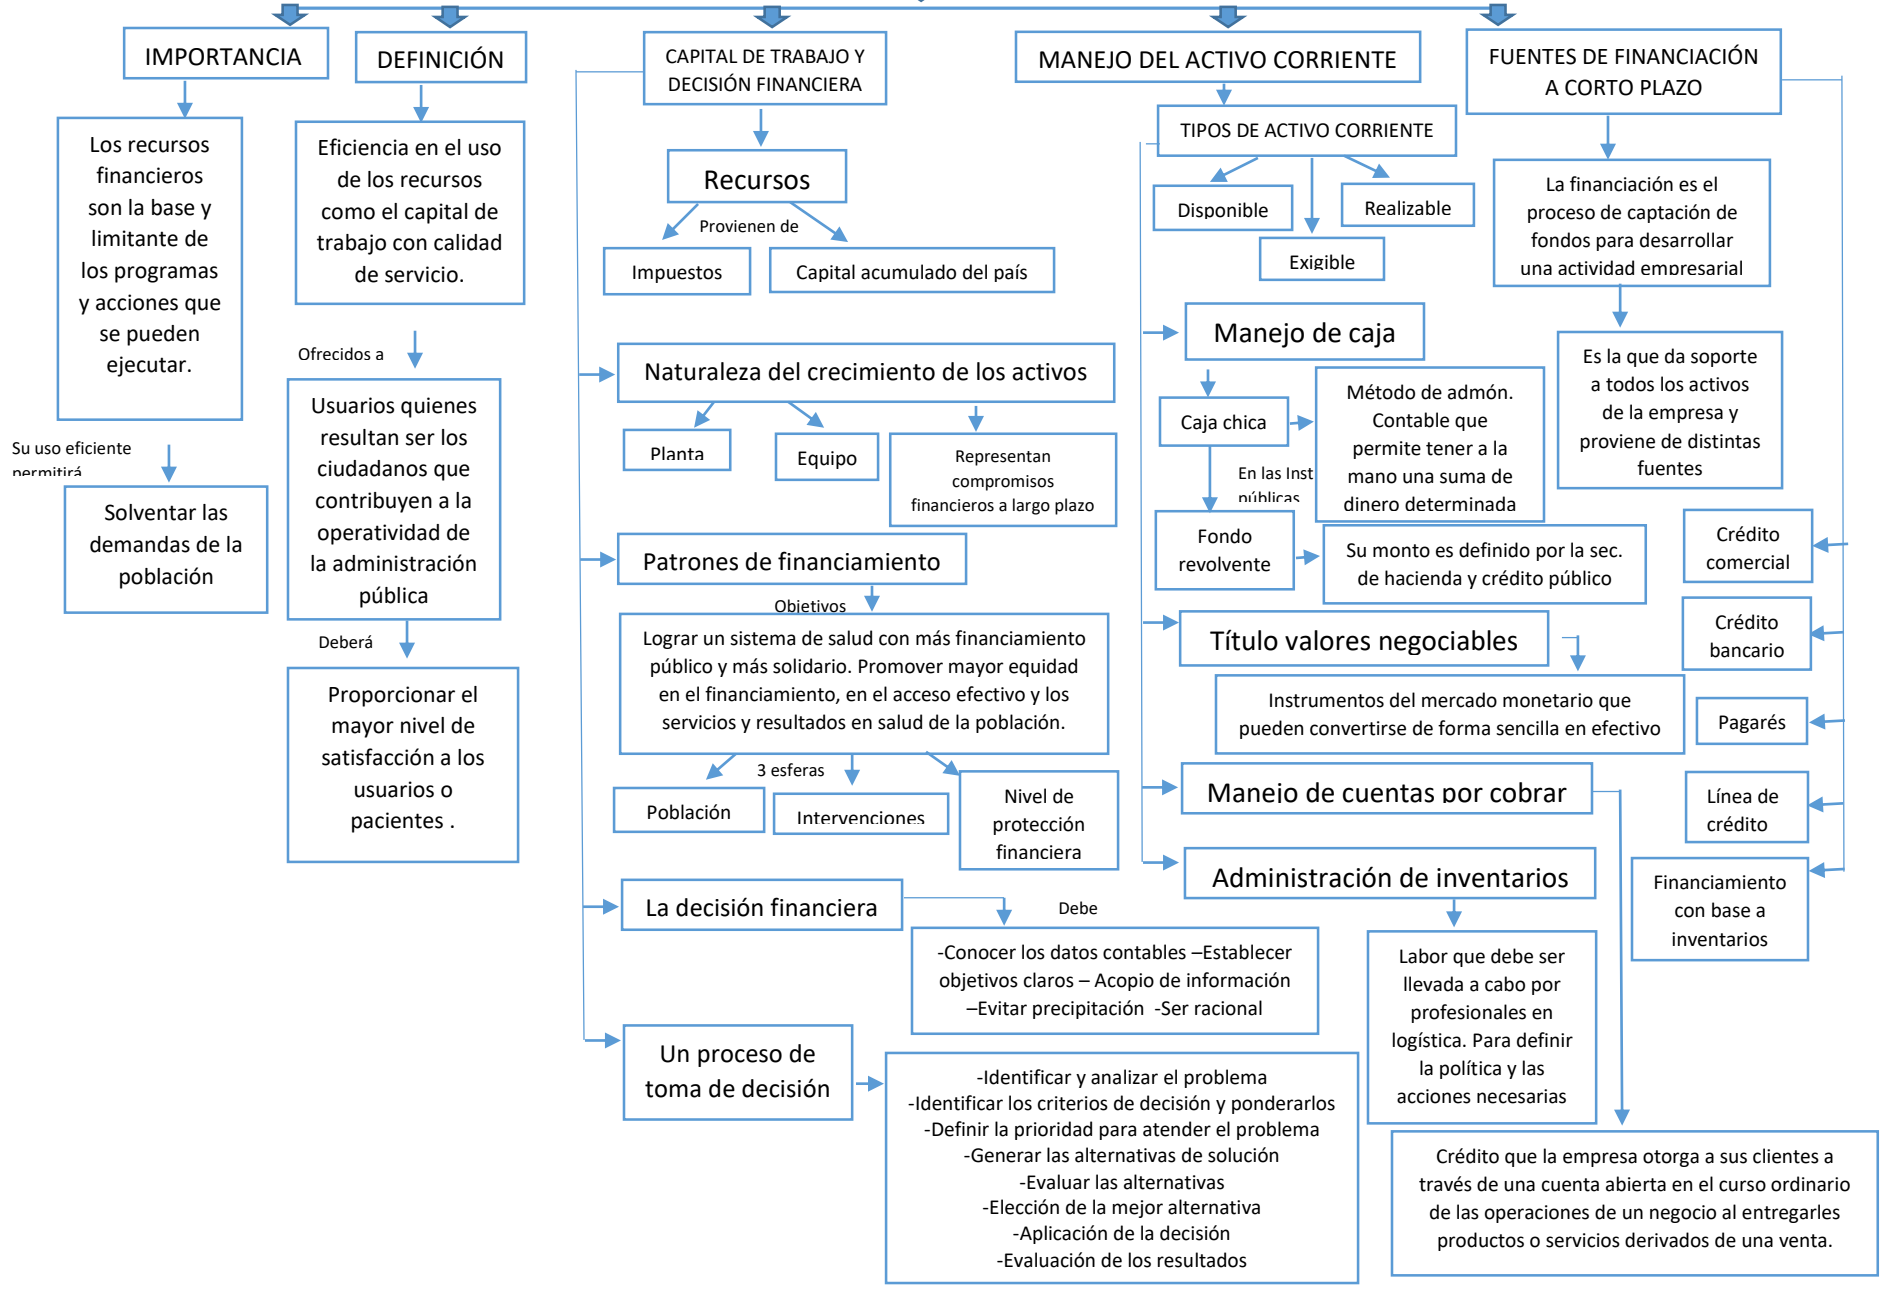 IMPORTANCIA
Los recursos
financieros
son la base y
limitante de
los programas
y acciones que
se pueden
ejecutar.
Su uso eficiente
permitirá
Solventar las
demandas de la
población
DEFINICIÓN
Eficiencia en el uso
de los recursos
como el capital de
trabajo con calidad
de servicio.
Ofrecidos a
Usuarios quienes
resultan ser los
ciudadanos que
contribuyen a la
operatividad de
la administración
pública
Deberá
Proporcionar el
mayor nivel de
satisfacción a los
usuarios o
pacientes .
CAPITAL DE TRABAJO Y
DECISIÓN FINANCIERA
Recursos
Provienen de
Impuestos
Capital acumulado del país
Naturaleza del crecimiento de los activos
Planta
Equipo
Representan
compromisos
financieros a largo plazo
Patrones de financiamiento
Objetivos
Lograr un sistema de salud con más financiamiento
público y más solidario. Promover mayor equidad
en el financiamiento, en el acceso efectivo y los
servicios y resultados en salud de la población.
3 esferas
Población
Intervenciones
Nivel de
protección
financiera
La decisión financiera
Debe
-Conocer los datos contables –Establecer
objetivos claros – Acopio de información
–Evitar precipitación -Ser racional
Un proceso de
toma de decisión
-Identificar y analizar el problema
-Identificar los criterios de decisión y ponderarlos
-Definir la prioridad para atender el problema
-Generar las alternativas de solución
-Evaluar las alternativas
-Elección de la mejor alternativa
-Aplicación de la decisión
-Evaluación de los resultados
MANEJO DEL ACTIVO CORRIENTE
TIPOS DE ACTIVO CORRIENTE
Disponible
Exigible
Realizable
Manejo de caja
Caja chica
Método de admón.
Contable que
permite tener a la
mano una suma de
dinero determinada
En las Inst
públicas
Fondo
revolvente
Su monto es definido por la sec.
de hacienda y crédito público
Título valores negociables
Instrumentos del mercado monetario que
pueden convertirse de forma sencilla en efectivo
Manejo de cuentas por cobrar
Administración de inventarios
Labor que debe ser
llevada a cabo por
profesionales en
logística. Para definir
la política y las
acciones necesarias
Crédito que la empresa otorga a sus clientes a
través de una cuenta abierta en el curso ordinario
de las operaciones de un negocio al entregarles
productos o servicios derivados de una venta.
FUENTES DE FINANCIACIÓN
A CORTO PLAZO
La financiación es el
proceso de captación de
fondos para desarrollar
una actividad empresarial
Es la que da soporte
a todos los activos
de la empresa y
proviene de distintas
fuentes
Crédito
comercial
Crédito
bancario
Pagarés
Línea de
crédito
Financiamiento
con base a
inventarios